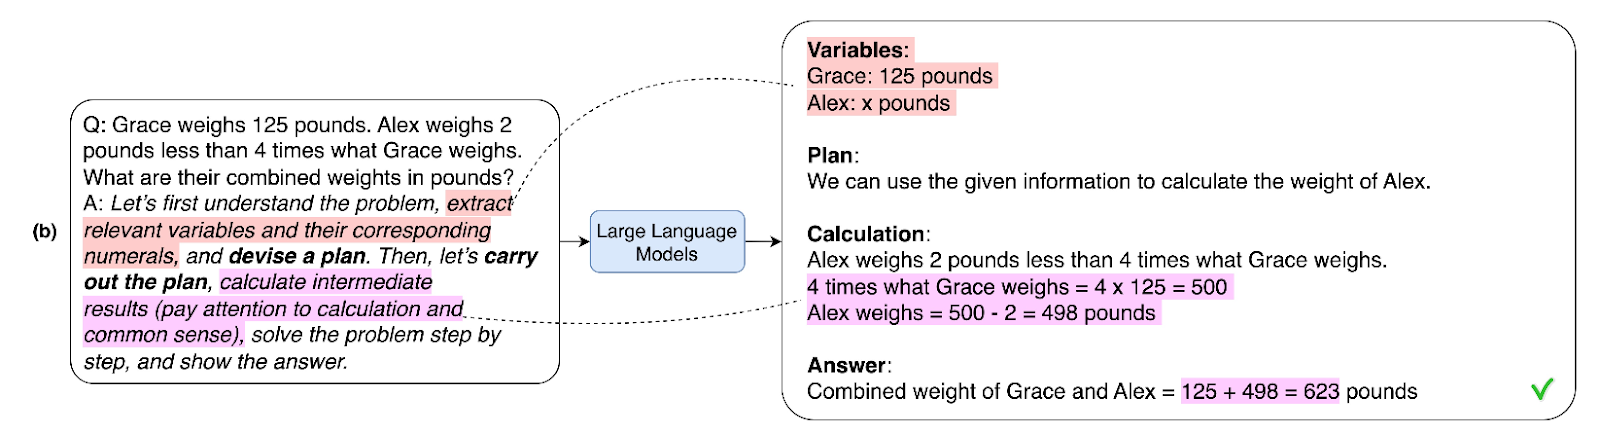 (b)
Q: Grace weighs 125 pounds. Alex weighs 2
pounds less than 4 times what Grace weighs.
What are their combined weights in pounds?
A: Let’s first understand the problem, extract
relevant variables and their corresponding
numerals, and devise a plan. Then, let’s carry
out the plan, calculate intermediate
results (pay attention to calculation and
common sense), solve the problem step by
step, and show the answer.
Large Language
Models
Variables:
Grace: 125 pounds
Alex: x pounds
Plan:
We can use the given information to calculate the weight of Alex.
Calculation:
Alex weighs 2 pounds less than 4 times what Grace weighs.
4 times what Grace weighs = 4 x 125 = 500
Alex weighs = 500 - 2 = 498 pounds
Answer:
Combined weight of Grace and Alex = 125 + 498 = 623 pounds